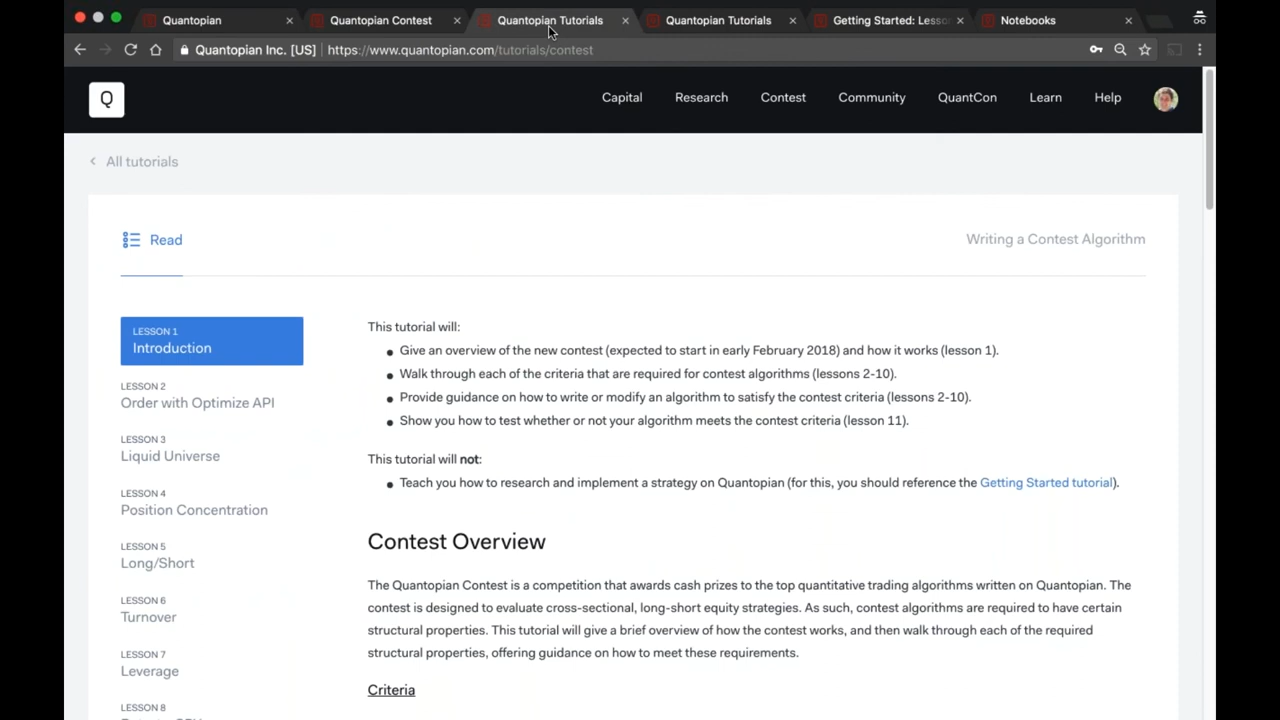 Quantopian
Quantopian Contest
Quantopian Tutorials
Quantopian Tutorials
Getting Started: Lesso
Notebooks
Quantopian Inc. [US]
https://www.quantopian.com/tutorials/contest
Q
Capital
Research
Contest
Community
QuantCon
Learn
Help
All tutorials
Read
Writing a Contest Algorithm
LESSON 1
Introduction
LESSON 2
Order with Optimize API
LESSON 3
Liquid Universe
LESSON 4
Position Concentration
LESSON 5
Long/Short
LESSON 6
Turnover
LESSON 7
Leverage
LESSON 8
This tutorial will:
● Give an overview of the new contest (expected to start in early February 2018) and how it works (lesson 1).
● Walk through each of the criteria that are required for contest algorithms (lessons 2-10).
● Provide guidance on how to write or modify an algorithm to satisfy the contest criteria (lessons 2-10).
● Show you how to test whether or not your algorithm meets the contest criteria (lesson 11).
This tutorial will not:
● Teach you how to research and implement a strategy on Quantopian (for this, you should reference the Getting Started tutorial).
Contest Overview
The Quantopian Contest is a competition that awards cash prizes to the top quantitative trading algorithms written on Quantopian. The
contest is designed to evaluate cross-sectional, long-short equity strategies. As such, contest algorithms are required to have certain
structural properties. This tutorial will give a brief overview of how the contest works, and then walk through each of the required
structural properties, offering guidance on how to meet these requirements.
Criteria